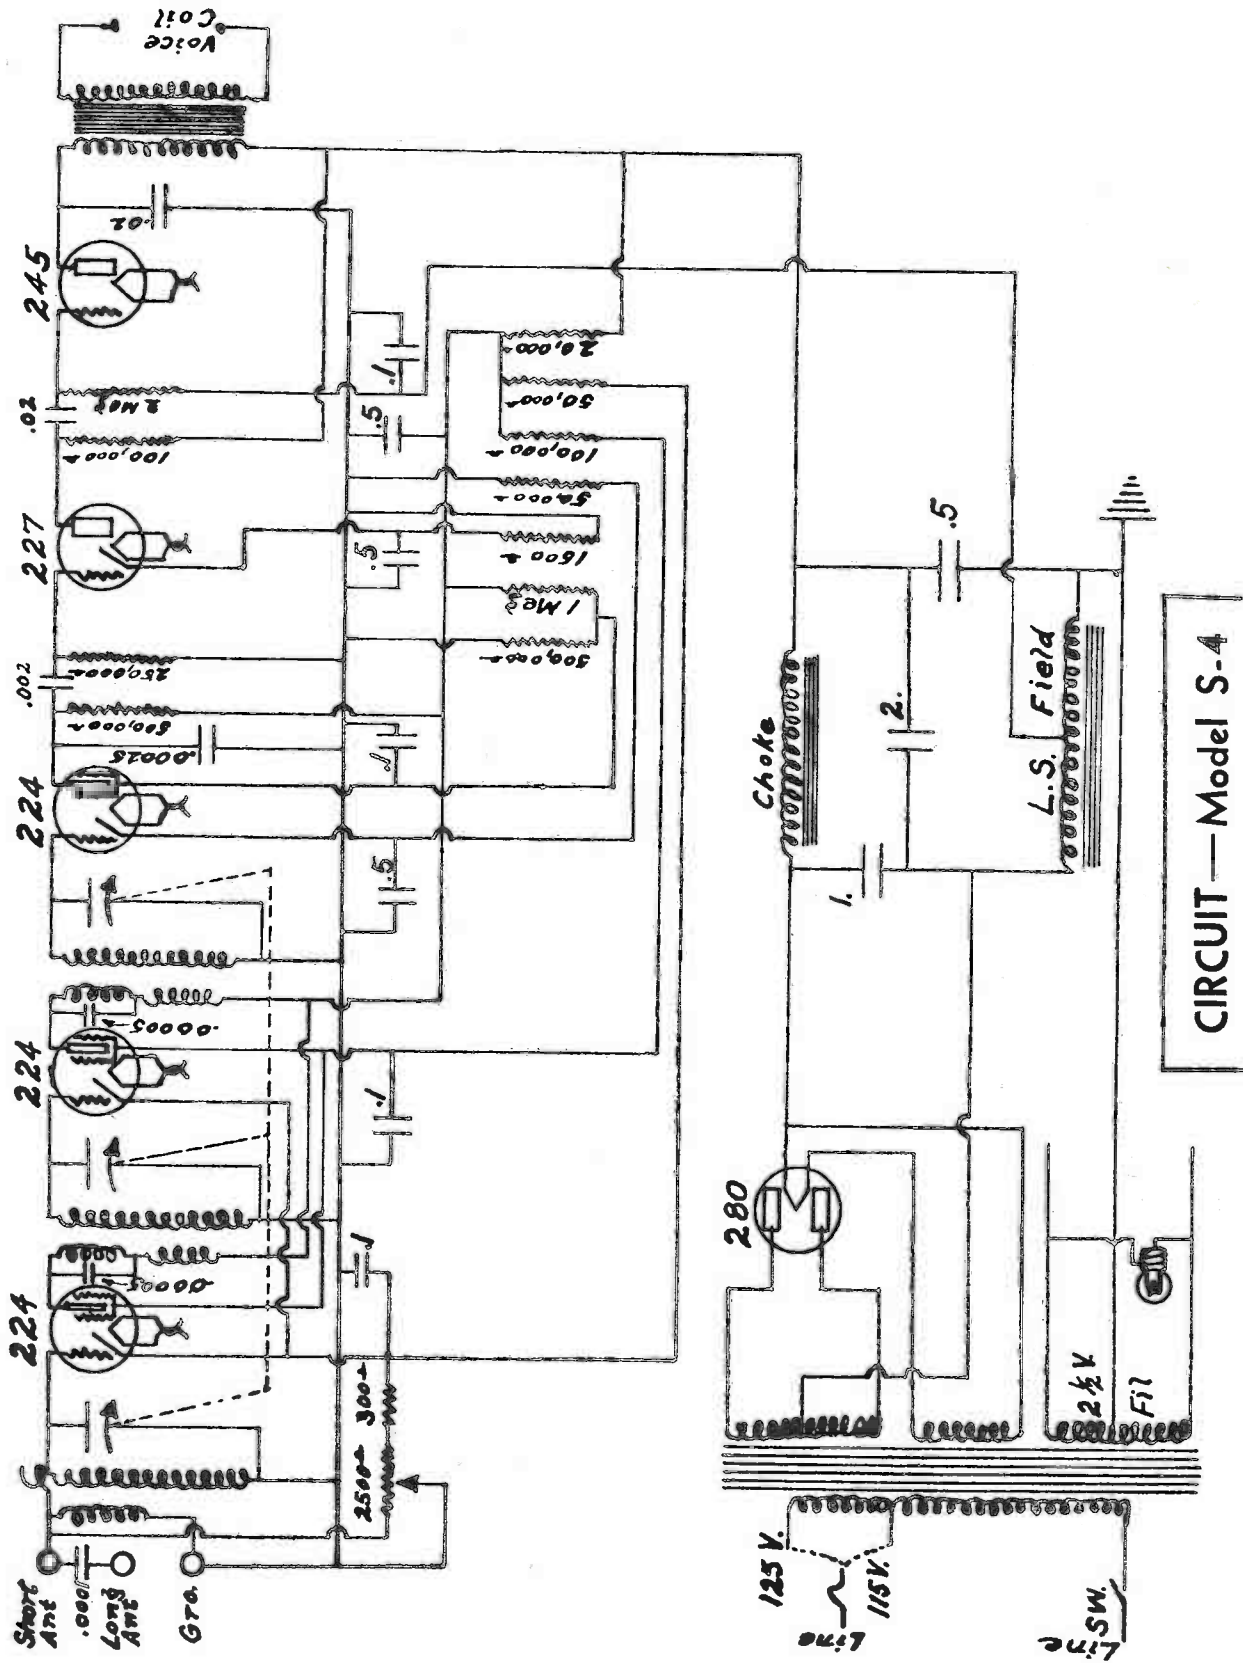 Short
Ant
.0001
Long
Ant
Gro.
224
224
224
227
245
.00005
.00005
.00025
.002
.02
.02
500,000 Ω
250,000 Ω
100,000 Ω
2 Meg
Voice
Coil
2500 Ω
300 Ω
.1
.1
.5
.1
.5
.5
.1
500,000 Ω
1 Meg
50,000 Ω
100,000 Ω
50,000 Ω
20,000
125 V.
115 V.
Line
Line
SW.
280
2 ½ V.
Fil
Choke
1.
2.
.5
L.S. Field
CIRCUIT—Model S-4